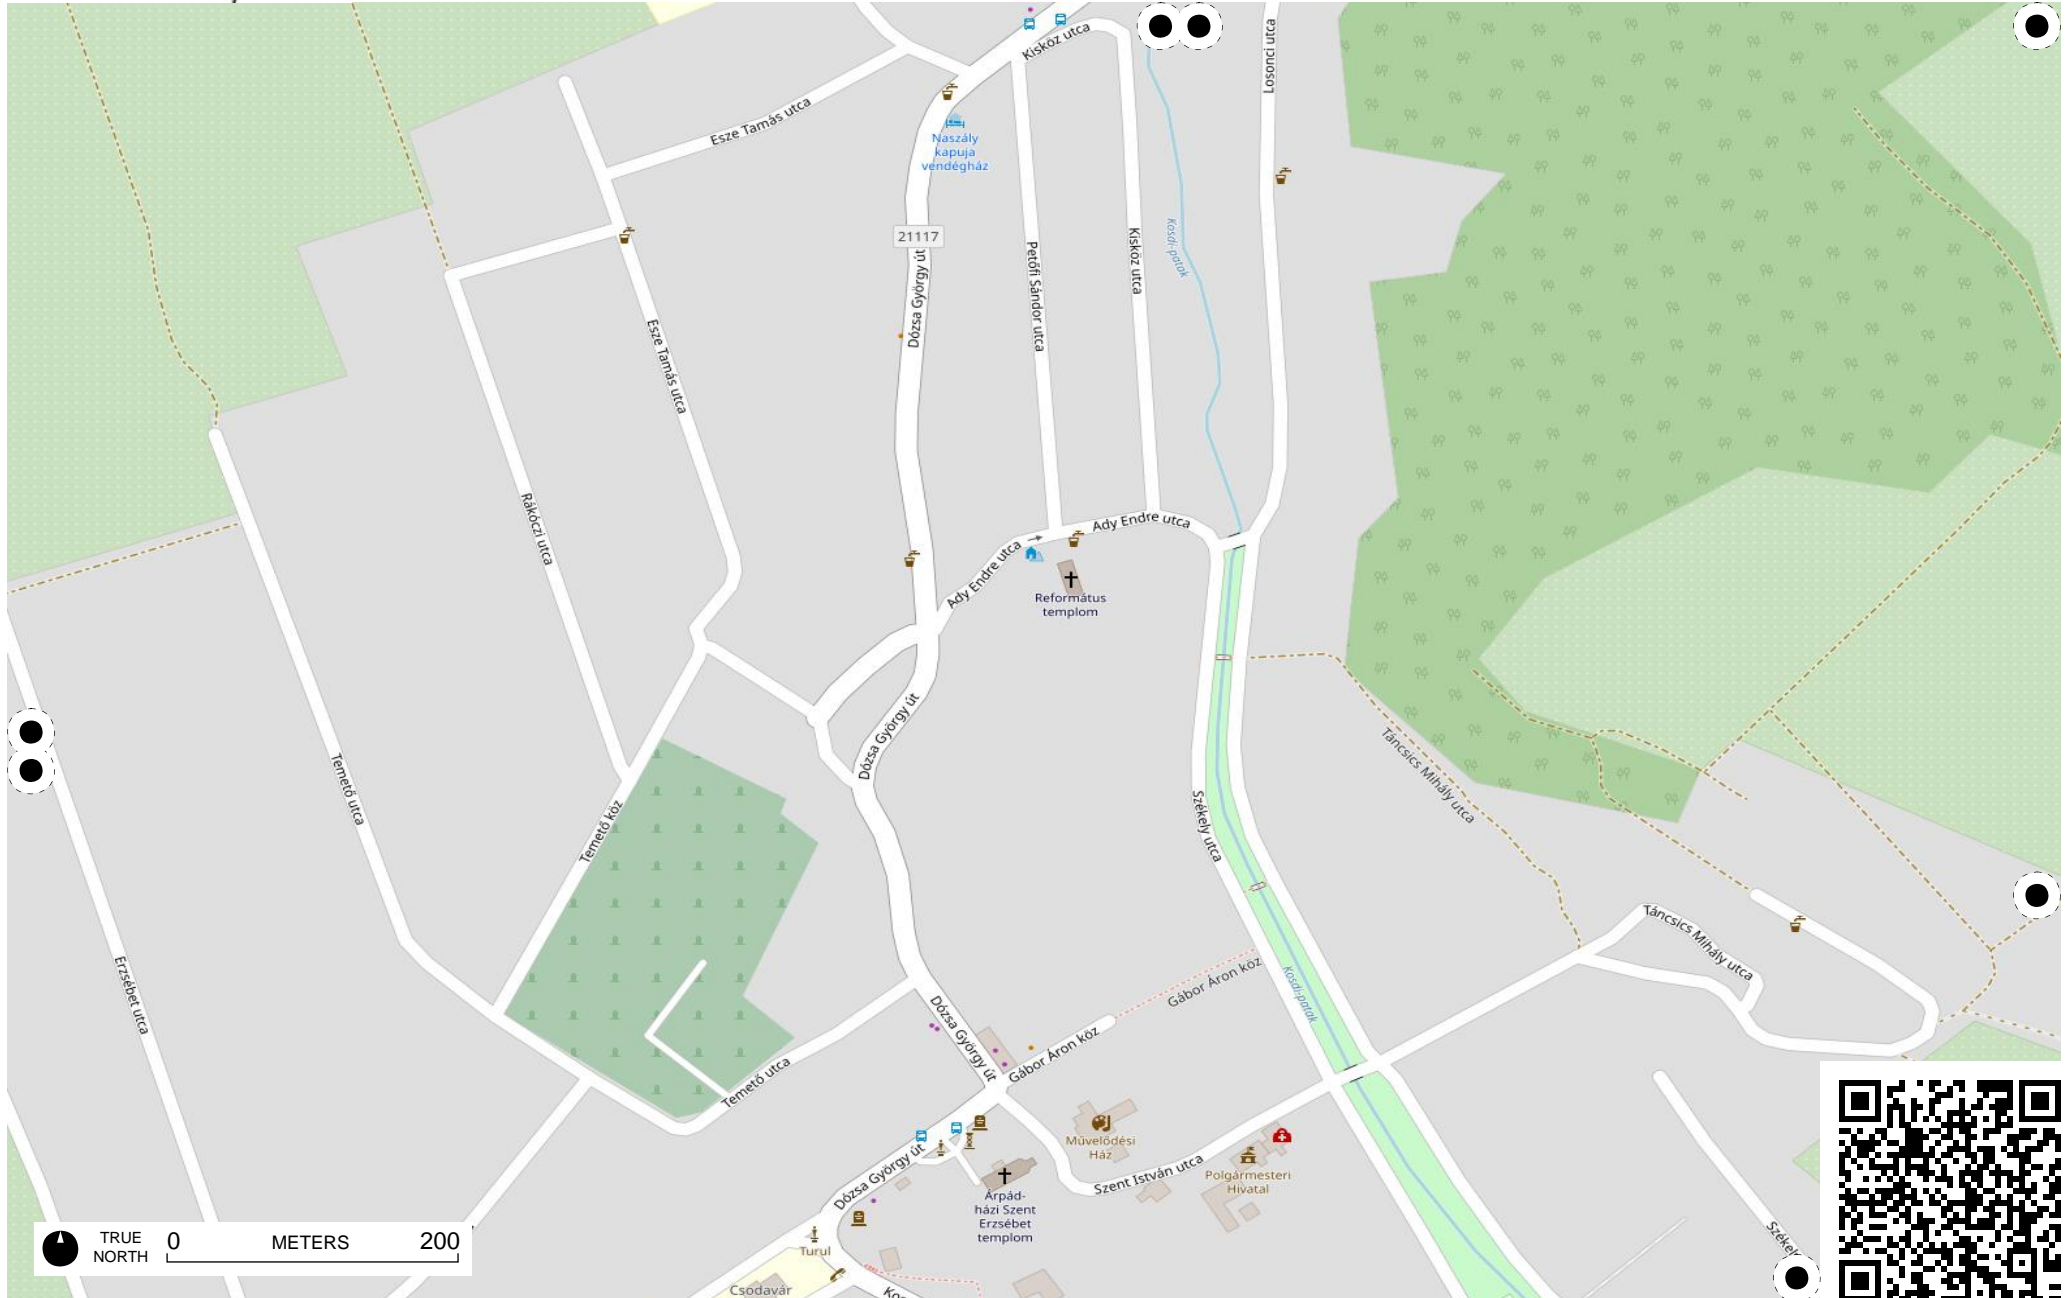 Kisköz utca
Losonci utca
Esze Tamás utca
Naszály
kapuja
vendégház
21117
Dózsa György út
Petőfi Sándor utca
Kisköz utca
Kosdi-patak
Esze Tamás utca
Rákóczi utca
Ady Endre utca
Ady Endre utca
Református
templom
Dózsa György út
Táncsics Mihály utca
Temető utca
Temető köz
Székely utca
Táncsics Mihály utca
Erzsébet utca
Gábor Áron köz
Kosdi-patak
Dózsa György út
Gábor Áron köz
Temető utca
Művelődési
Ház
Dózsa György út
Szent István utca
Polgármesteri
Hivatal
Árpád-
házi Szent
Erzsébet
templom
Turul
Csodavár
TRUE
NORTH
0 METERS 200